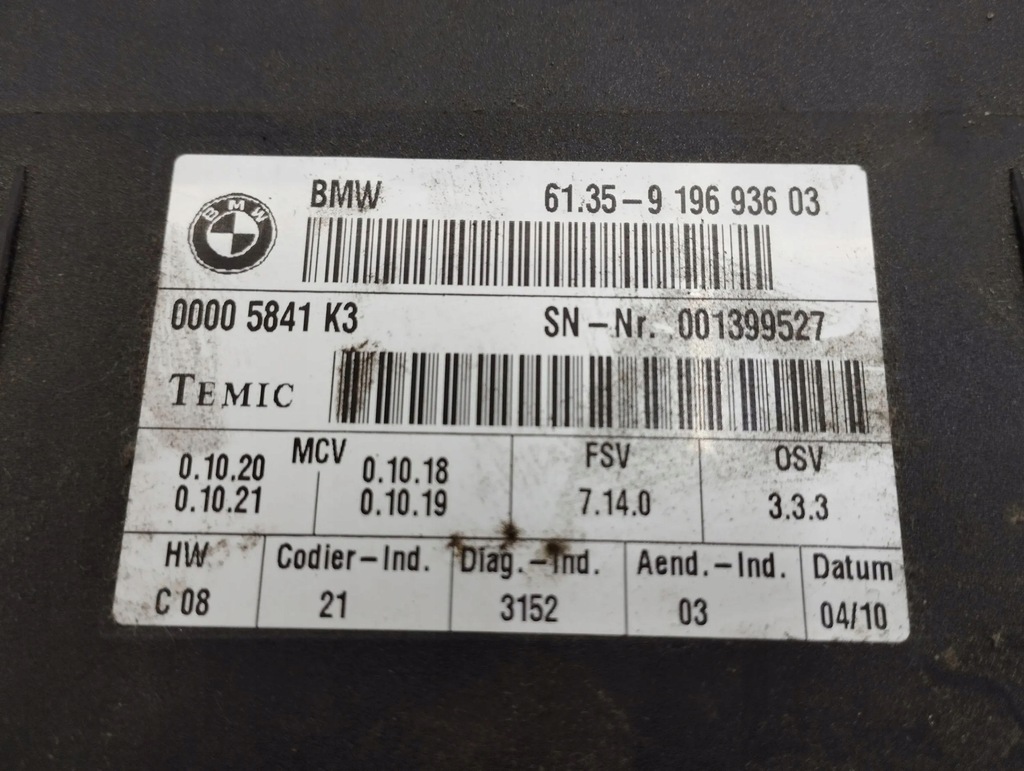 BMW
BMW 61.35-9 196 936 03
0000 5841 K3 SN-Nr. 001399527
TEMIC
MCV FSV OSV
0.10.20 0.10.18
0.10.21 0.10.19 7.14.0 3.3.3
HW Codier-Ind. Diag.-Ind. Aend.-Ind. Datum
C 08 21 3152 03 04/10